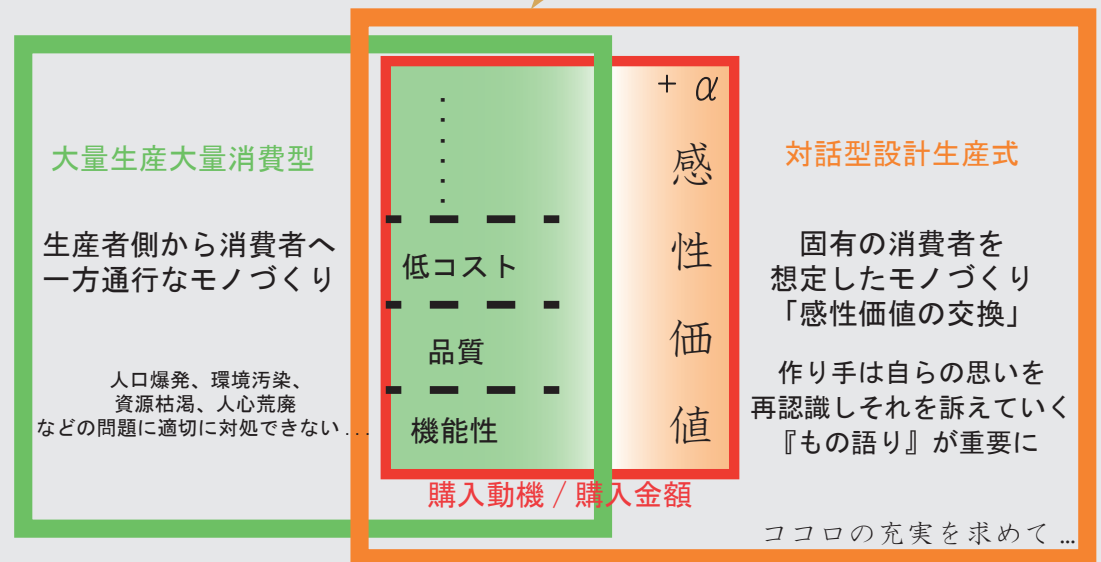 大量生産大量消費型
生産者側から消費者へ
一方通行なモノづくり
人口爆発、環境汚染、
資源枯渇、人心荒廃
などの問題に適切に対処できない...
・・・・・・
低コスト
品質
機能性
+ α
感性価値
購入動機 / 購入金額
対話型設計生産式
固有の消費者を
想定したモノづくり
「感性価値の交換」
作り手は自らの思いを
再認識しそれを訴えていく
『もの語り』が重要に
ココロの充実を求めて...